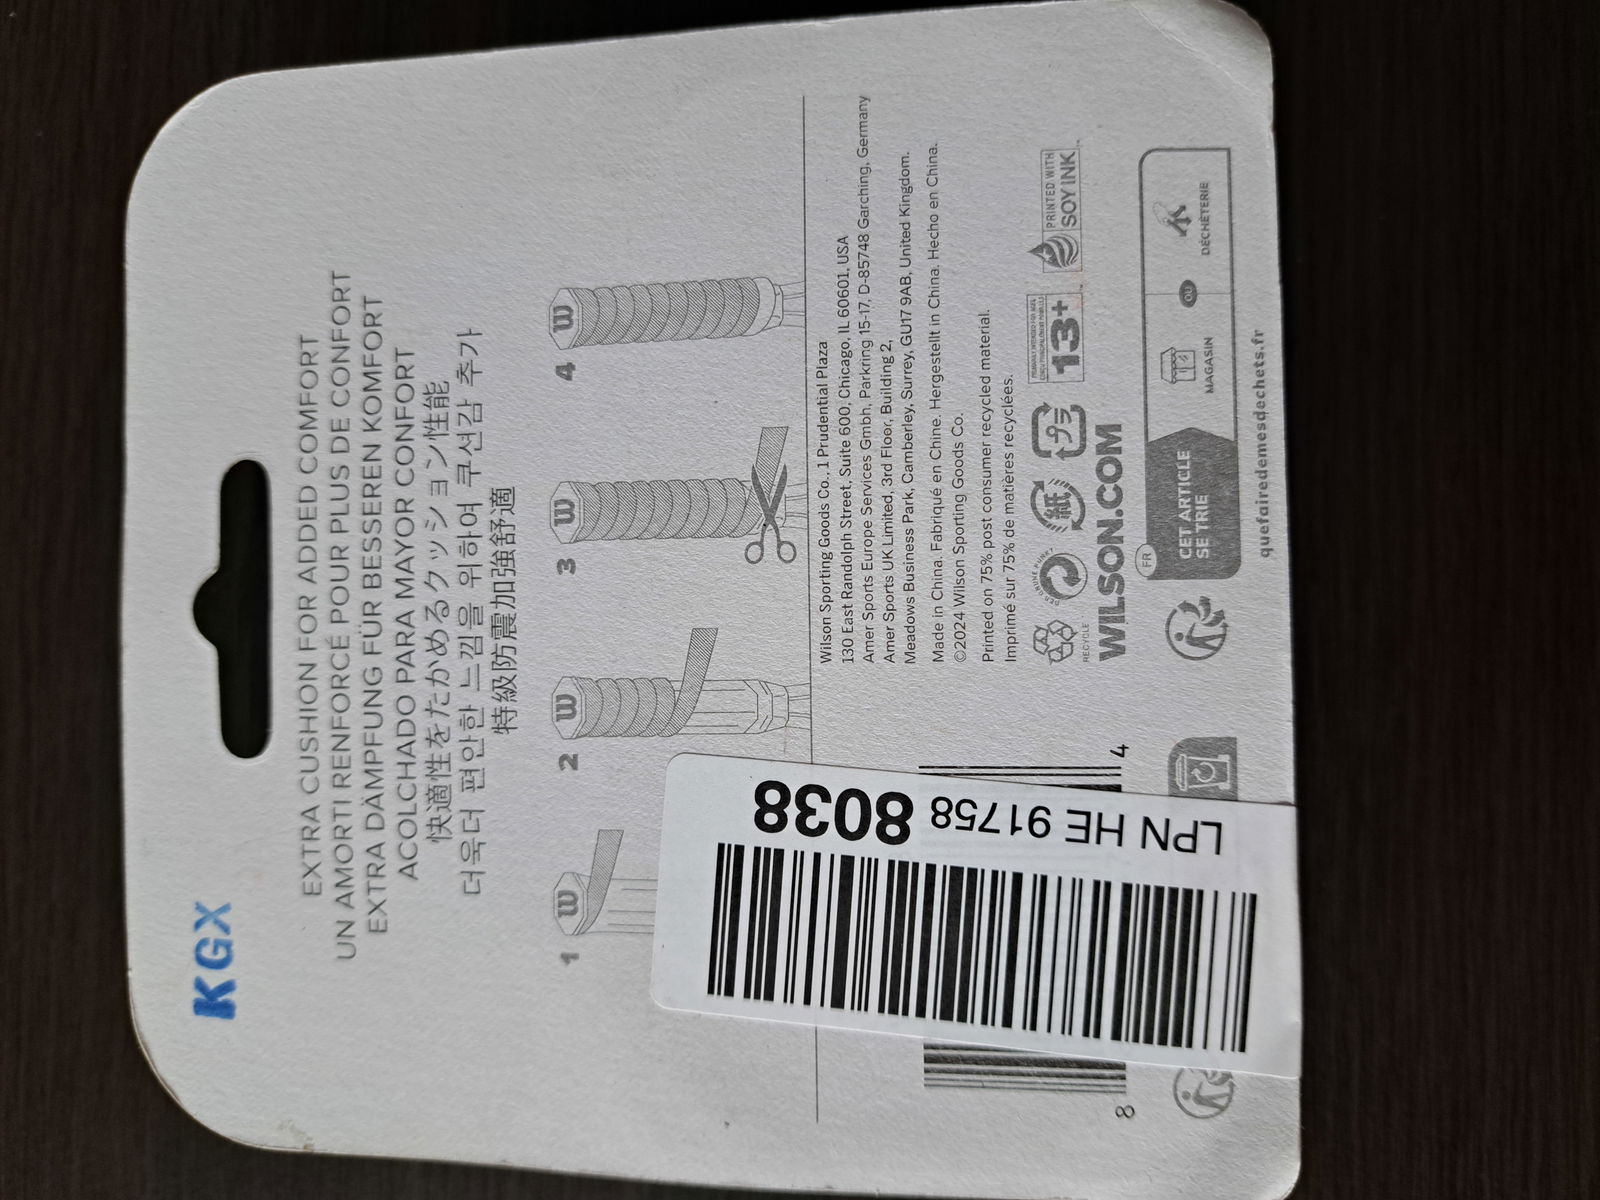 KGX
EXTRA CUSHION FOR ADDED COMFORT
UN AMORTI RENFORCÉ POUR PLUS DE CONFORT
EXTRA DÄMPFUNG FÜR BESSEREN KOMFORT
ACOLCHADO PARA MAYOR CONFORT
快適性をたかめるクッション性能
더욱더 편안한 느낌을 위하여 쿠션감 추가
特級防震加強舒適
1 2 3 4
W W W W
Wilson Sporting Goods Co., 1 Prudential Plaza
130 East Randolph Street, Suite 600, Chicago, IL 60601, USA
Amer Sports Europe Services Gmbh, Parkring 15-17, D-85748 Garching, Germany
Amer Sports UK Limited, 3rd Floor, Building 2,
Meadows Business Park, Camberley, Surrey, GU17 9AB, United Kingdom.
Made in China. Fabriqué en Chine. Hergestellt in China. Hecho en China.
©2024 Wilson Sporting Goods Co.
Printed on 75% post consumer recycled material.
Imprimé sur 75% de matières recyclées.
RECYCLE
DER GRÜNE PUNKT
紙
プラ
13+
PRINTED WITH
SOY INK
WILSON.COM
FR
CET ARTICLE
SE TRIE
MAGASIN
OU
DÉCHÈTERIE
quefairedemesdechets.fr
LPN HE 91758 8038
8
4